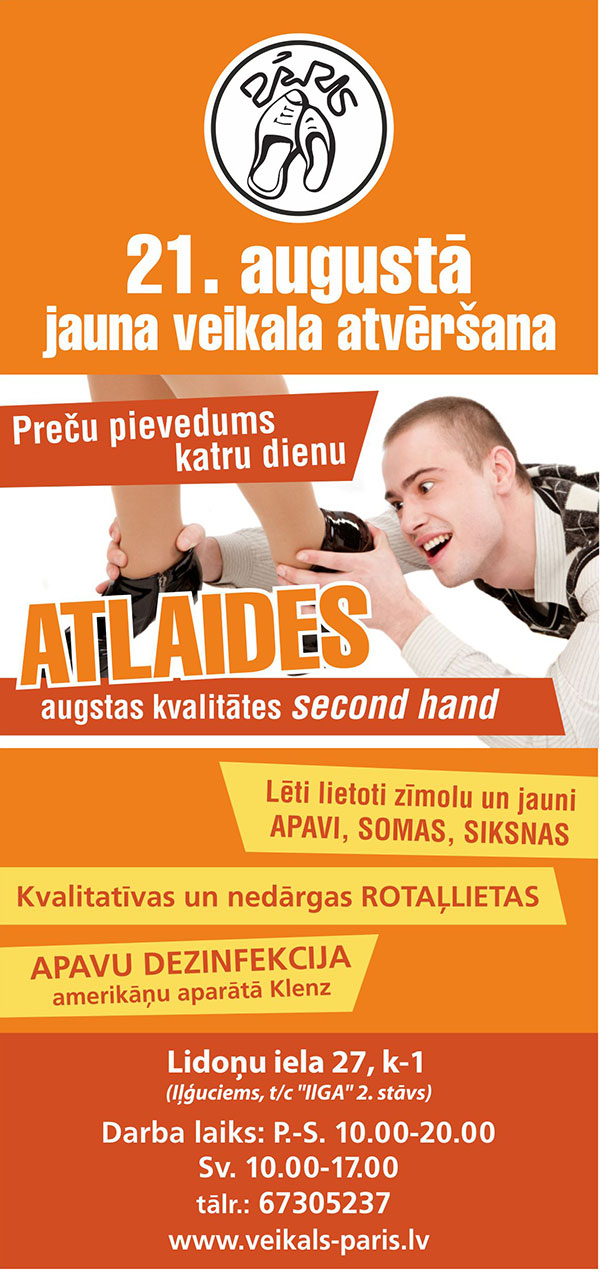 PĀRIS
21. augustā
jauna veikala atvēršana
Preču pievedums
katru dienu
ATLAIDES
augstas kvalitātes second hand
Lēti lietoti zīmolu un jauni
APAVI, SOMAS, SIKSNAS
Kvalitatīvas un nedārgas ROTAĻLIETAS
APAVU DEZINFEKCIJA
amerikāņu aparātā Klenz
Lidoņu iela 27, k-1
(Iļģuciems, t/c "IlGA" 2. stāvs)
Darba laiks: P.-S. 10.00-20.00
Sv. 10.00-17.00
tālr.: 67305237
www.veikals-paris.lv